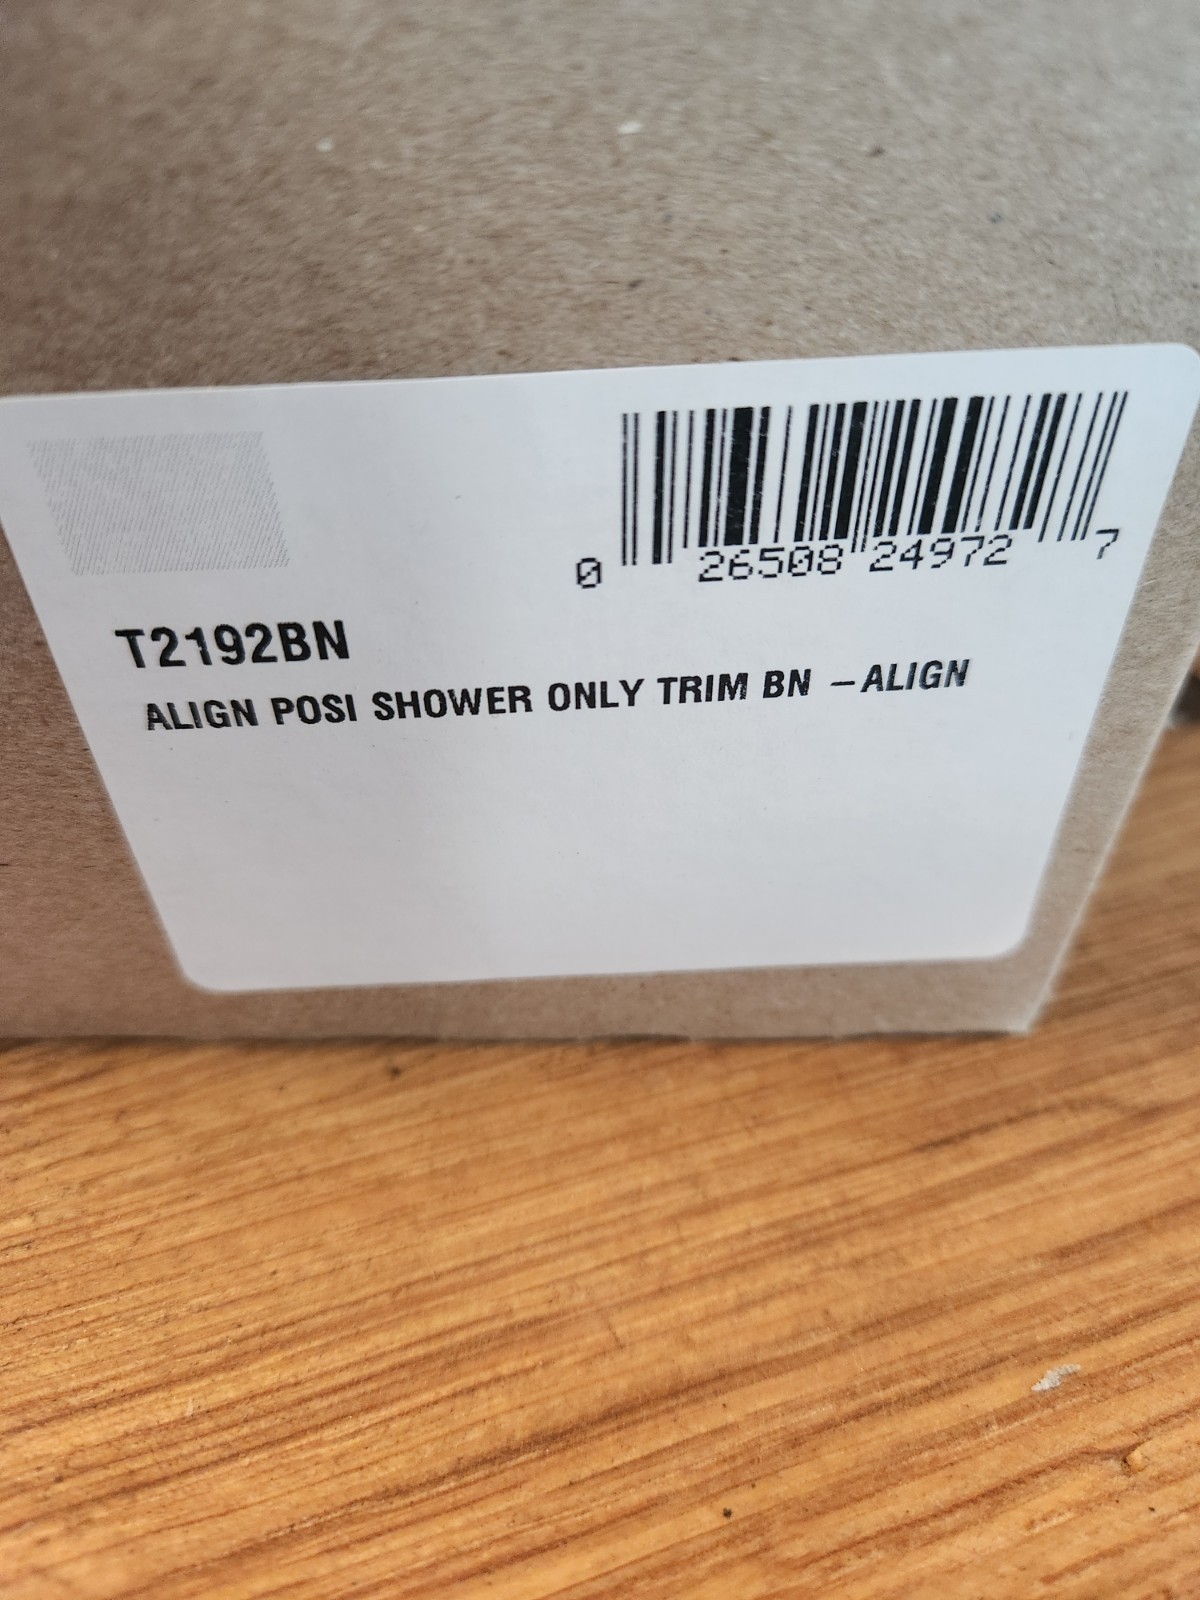 0 26508 24972 7
T2192BN
ALIGN POSI SHOWER ONLY TRIM BN –ALIGN